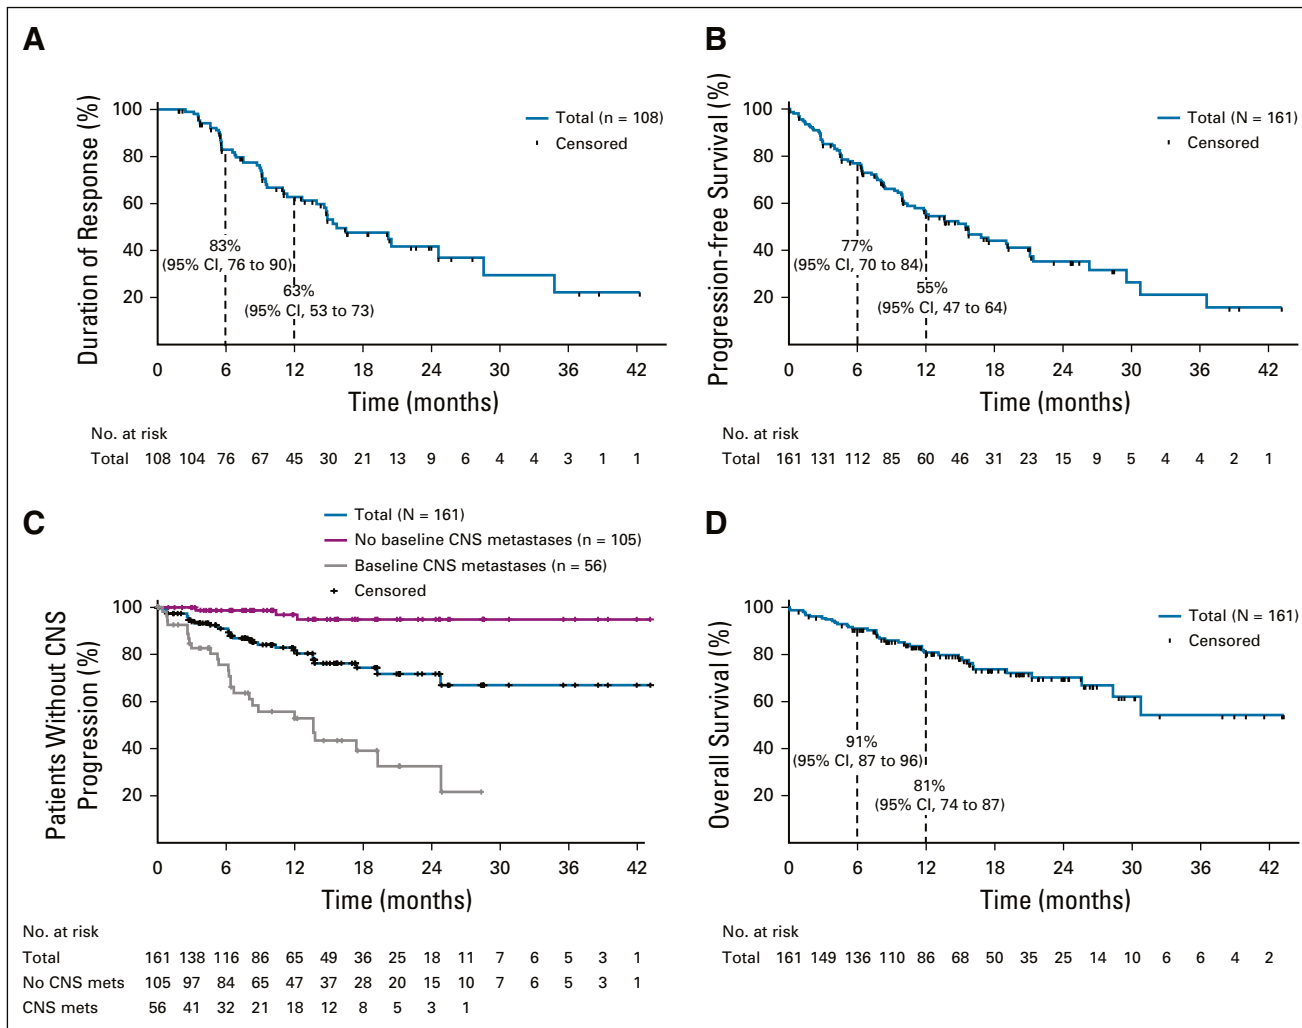 A
Duration of Response (%)
100
80
60
40
20
Total (n = 108)
Censored
83%
(95% CI, 76 to 90)
63%
(95% CI, 53 to 73)
0 6 12 18 24 30 36 42
Time (months)
No. at risk
Total 108 104 76 67 45 30 21 13 9 6 4 4 3 1 1
B
Progression-free Survival (%)
100
80
60
40
20
Total (N = 161)
Censored
77%
(95% CI, 70 to 84)
55%
(95% CI, 47 to 64)
0 6 12 18 24 30 36 42
Time (months)
No. at risk
Total 161 131 112 85 60 46 31 23 15 9 5 4 4 2 1
C
Total (N = 161)
No baseline CNS metastases (n = 105)
Baseline CNS metastases (n = 56)
Censored
Patients Without CNS
Progression (%)
100
80
60
40
20
0 6 12 18 24 30 36 42
Time (months)
No. at risk
Total 161 138 116 86 65 49 36 25 18 11 7 6 5 3 1
No CNS mets 105 97 84 65 47 37 28 20 15 10 7 6 5 3 1
CNS mets 56 41 32 21 18 12 8 5 3 1
D
Overall Survival (%)
100
80
60
40
20
Total (N = 161)
Censored
91%
(95% CI, 87 to 96)
81%
(95% CI, 74 to 87)
0 6 12 18 24 30 36 42
Time (months)
No. at risk
Total 161 149 136 110 86 68 50 35 25 14 10 6 6 4 2